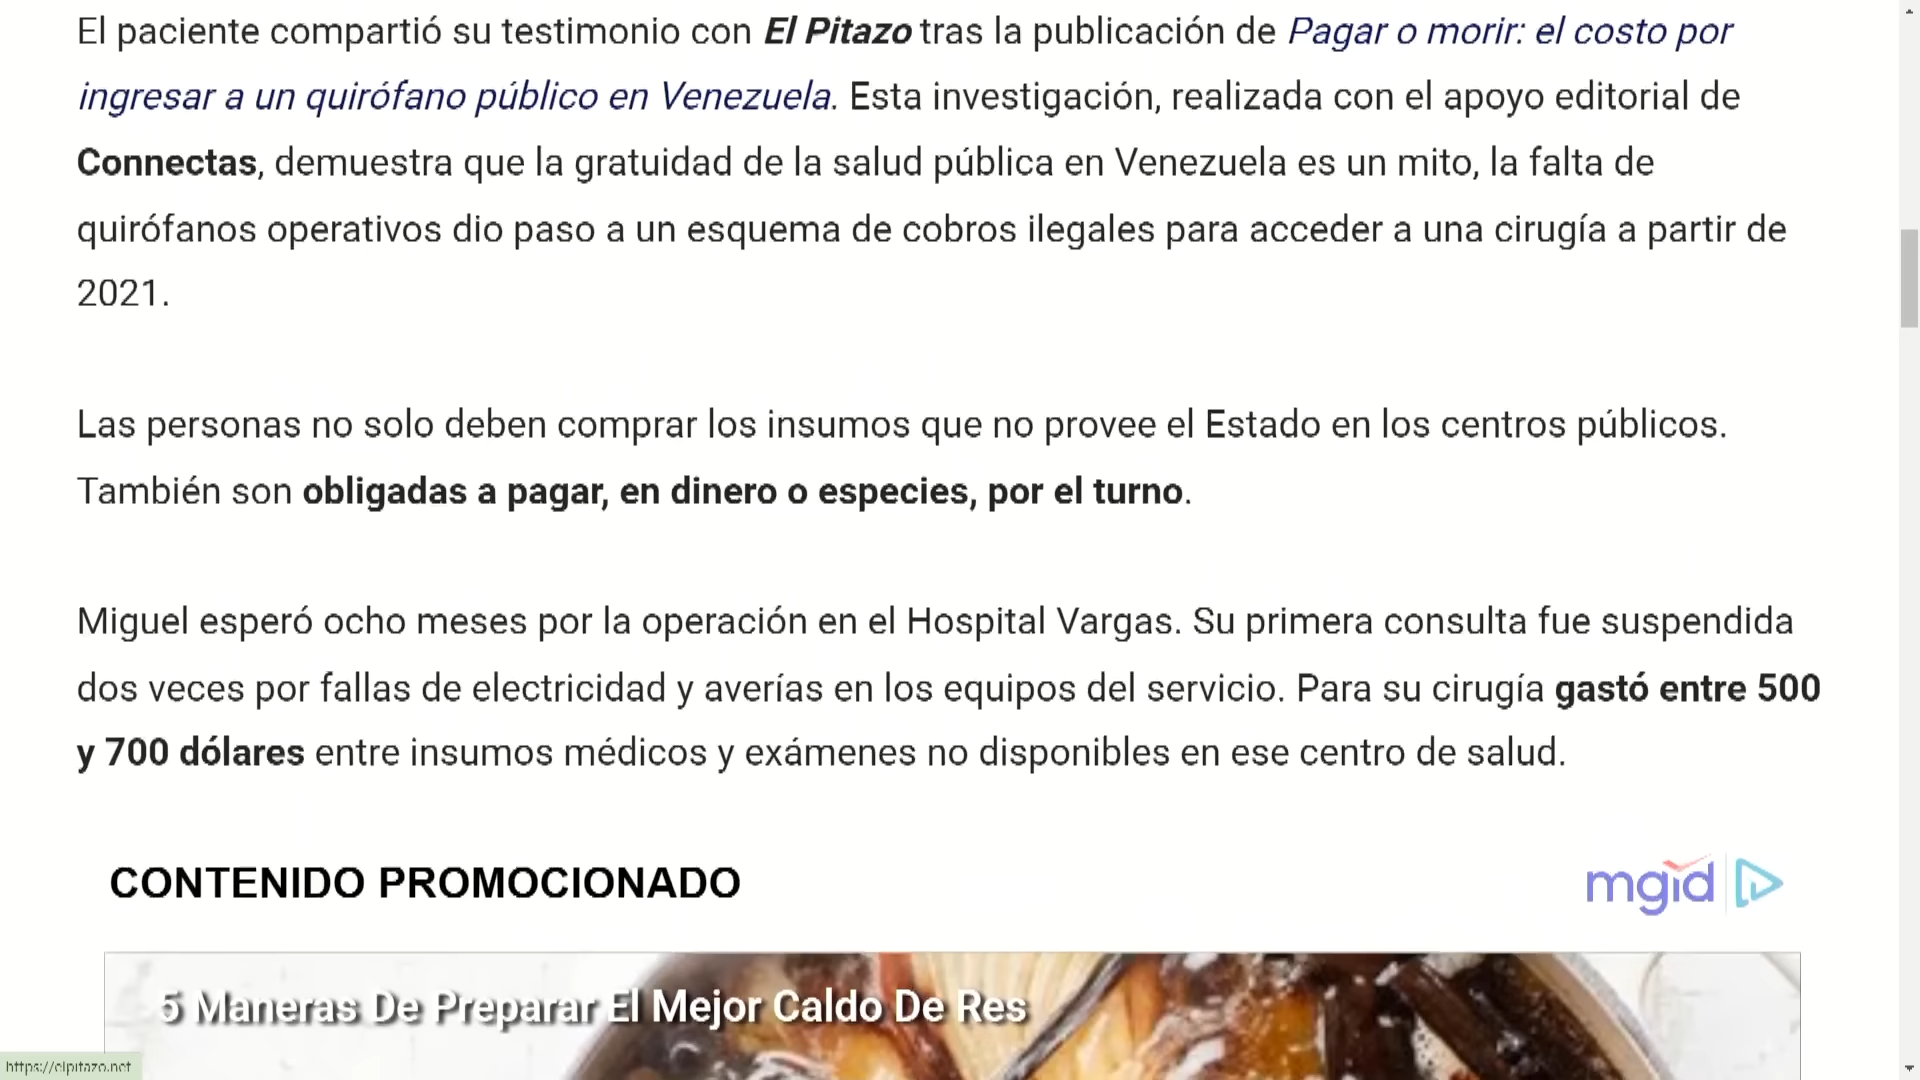 El paciente compartió su testimonio con El Pitazo tras la publicación de Pagar o morir: el costo por
ingresar a un quirófano público en Venezuela. Esta investigación, realizada con el apoyo editorial de
Connectas, demuestra que la gratuidad de la salud pública en Venezuela es un mito, la falta de
quirófanos operativos dio paso a un esquema de cobros ilegales para acceder a una cirugía a partir de
2021.
Las personas no solo deben comprar los insumos que no provee el Estado en los centros públicos.
También son obligadas a pagar, en dinero o especies, por el turno.
Miguel esperó ocho meses por la operación en el Hospital Vargas. Su primera consulta fue suspendida
dos veces por fallas de electricidad y averías en los equipos del servicio. Para su cirugía gastó entre 500
y 700 dólares entre insumos médicos y exámenes no disponibles en ese centro de salud.
CONTENIDO PROMOCIONADO
mgid
5 Maneras De Preparar El Mejor Caldo De Res
https://elpitazo.net